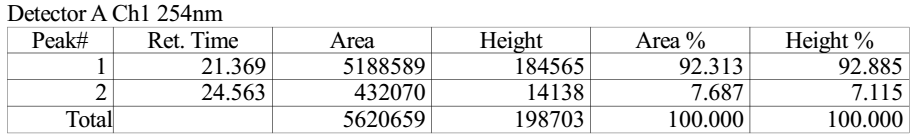 Detector A Ch1 254nm
Peak# Ret. Time Area Height Area % Height %
1 21.369 5188589 184565 92.313 92.885
2 24.563 432070 14138 7.687 7.115
Total 5620659 198703 100.000 100.000